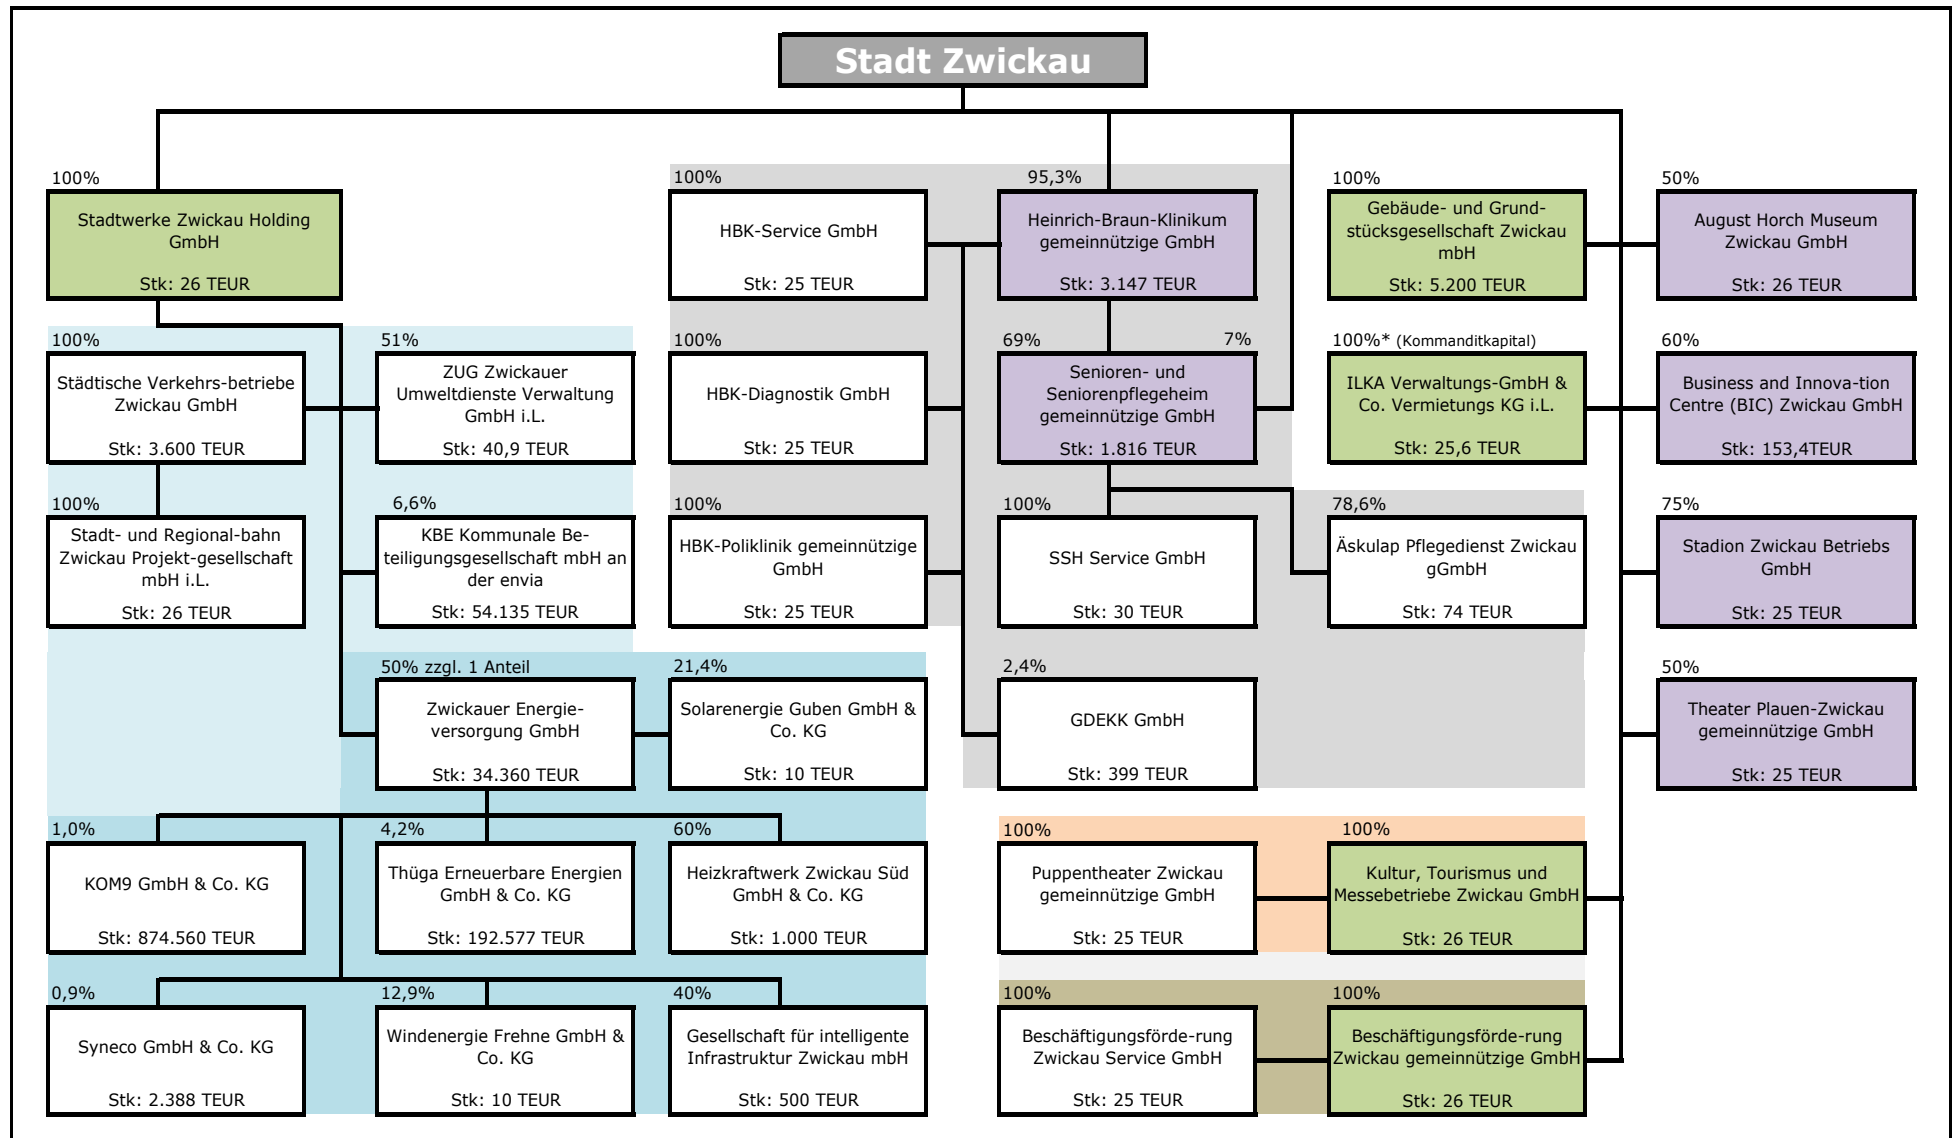 Stadt Zwickau
100%
Stadtwerke Zwickau Holding
GmbH
Stk: 26 TEUR
100%
HBK-Service GmbH
Stk: 25 TEUR
95,3%
Heinrich-Braun-Klinikum
gemeinnützige GmbH
Stk: 3.147 TEUR
100%
Gebäude- und Grund-
stücksgesellschaft Zwickau
mbH
Stk: 5.200 TEUR
50%
August Horch Museum
Zwickau GmbH
Stk: 26 TEUR
100%
Städtische Verkehrs-betriebe
Zwickau GmbH
Stk: 3.600 TEUR
51%
ZUG Zwickauer
Umweltdienste Verwaltung
GmbH i.L.
Stk: 40,9 TEUR
100%
HBK-Diagnostik GmbH
Stk: 25 TEUR
69% 7%
Senioren- und
Seniorenpflegeheim
gemeinnützige GmbH
Stk: 1.816 TEUR
100%* (Kommanditkapital)
ILKA Verwaltungs-GmbH &
Co. Vermietungs KG i.L.
Stk: 25,6 TEUR
60%
Business and Innova-tion
Centre (BIC) Zwickau GmbH
Stk: 153,4TEUR
100%
Stadt- und Regional-bahn
Zwickau Projekt-gesellschaft
mbH i.L.
Stk: 26 TEUR
6,6%
KBE Kommunale Be-
teiligungsgesellschaft mbH an
der envia
Stk: 54.135 TEUR
100%
HBK-Poliklinik gemeinnützige
GmbH
Stk: 25 TEUR
100%
SSH Service GmbH
Stk: 30 TEUR
78,6%
Äskulap Pflegedienst Zwickau
gGmbH
Stk: 74 TEUR
75%
Stadion Zwickau Betriebs
GmbH
Stk: 25 TEUR
50% zzgl. 1 Anteil
Zwickauer Energie-
versorgung GmbH
Stk: 34.360 TEUR
21,4%
Solarenergie Guben GmbH &
Co. KG
Stk: 10 TEUR
2,4%
GDEKK GmbH
Stk: 399 TEUR
50%
Theater Plauen-Zwickau
gemeinnützige GmbH
Stk: 25 TEUR
1,0%
KOM9 GmbH & Co. KG
Stk: 874.560 TEUR
4,2%
Thüga Erneuerbare Energien
GmbH & Co. KG
Stk: 192.577 TEUR
60%
Heizkraftwerk Zwickau Süd
GmbH & Co. KG
Stk: 1.000 TEUR
100%
Puppentheater Zwickau
gemeinnützige GmbH
Stk: 25 TEUR
100%
Kultur, Tourismus und
Messebetriebe Zwickau GmbH
Stk: 26 TEUR
0,9%
Syneco GmbH & Co. KG
Stk: 2.388 TEUR
12,9%
Windenergie Frehne GmbH &
Co. KG
Stk: 10 TEUR
40%
Gesellschaft für intelligente
Infrastruktur Zwickau mbH
Stk: 500 TEUR
100%
Beschäftigungsförde-rung
Zwickau Service GmbH
Stk: 25 TEUR
100%
Beschäftigungsförde-rung
Zwickau gemeinnützige GmbH
Stk: 26 TEUR